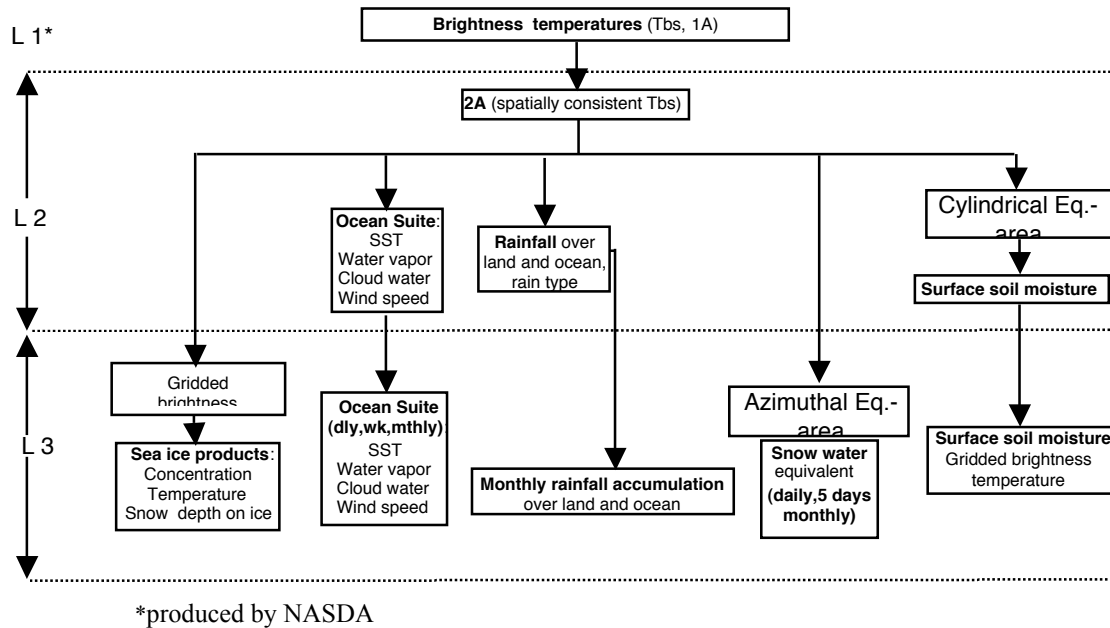 Brightness temperatures (Tbs, 1A)
L 1*
2A (spatially consistent Tbs)
L 2
Ocean Suite:
SST
Water vapor
Cloud water
Wind speed
Rainfall over
land and ocean,
rain type
Cylindrical Eq.-
area
Surface soil moisture
L 3
Gridded
brightness
Sea ice products:
Concentration
Temperature
Snow depth on ice
Ocean Suite
(dly,wk,mthly):
SST
Water vapor
Cloud water
Wind speed
Monthly rainfall accumulation
over land and ocean
Azimuthal Eq.-
area
Snow water
equivalent
(daily,5 days
monthly)
Surface soil moisture
Gridded brightness
temperature
*produced by NASDA